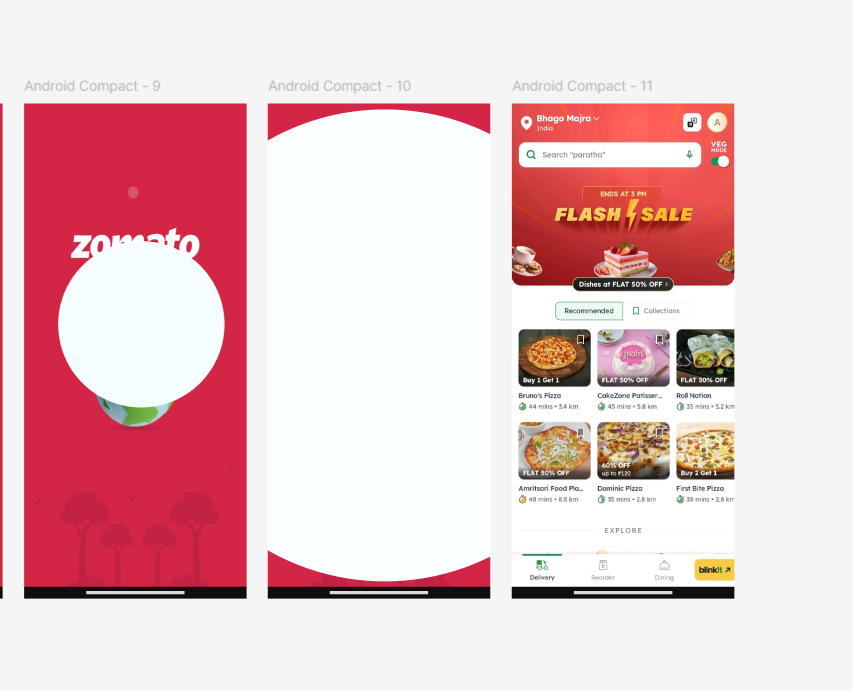 Android Compact - 9
Android Compact - 10
Android Compact - 11
zomato
Bhago Majra
India
A
Search "paratha"
VEG
MODE
ENDS AT 3 PM
FLASH SALE
Dishes at FLAT 50% OFF ›
Recommended
Collections
Buy 1 Get 1
FLAT 50% OFF
FLAT 50% OFF
Bruno's Pizza
CakeZone Patisser...
Roll Nation
44 mins • 3.4 km
45 mins • 5.8 km
35 mins • 5.2 km
FLAT 50% OFF
60% OFF
up to ₹120
Buy 2 Get 1
Amritsari Food Pla...
Dominic Pizza
First Bite Pizza
48 mins • 8.8 km
35 mins • 2.8 km
38 mins • 2.8 km
EXPLORE
Delivery
Reorder
Dining
blinkit